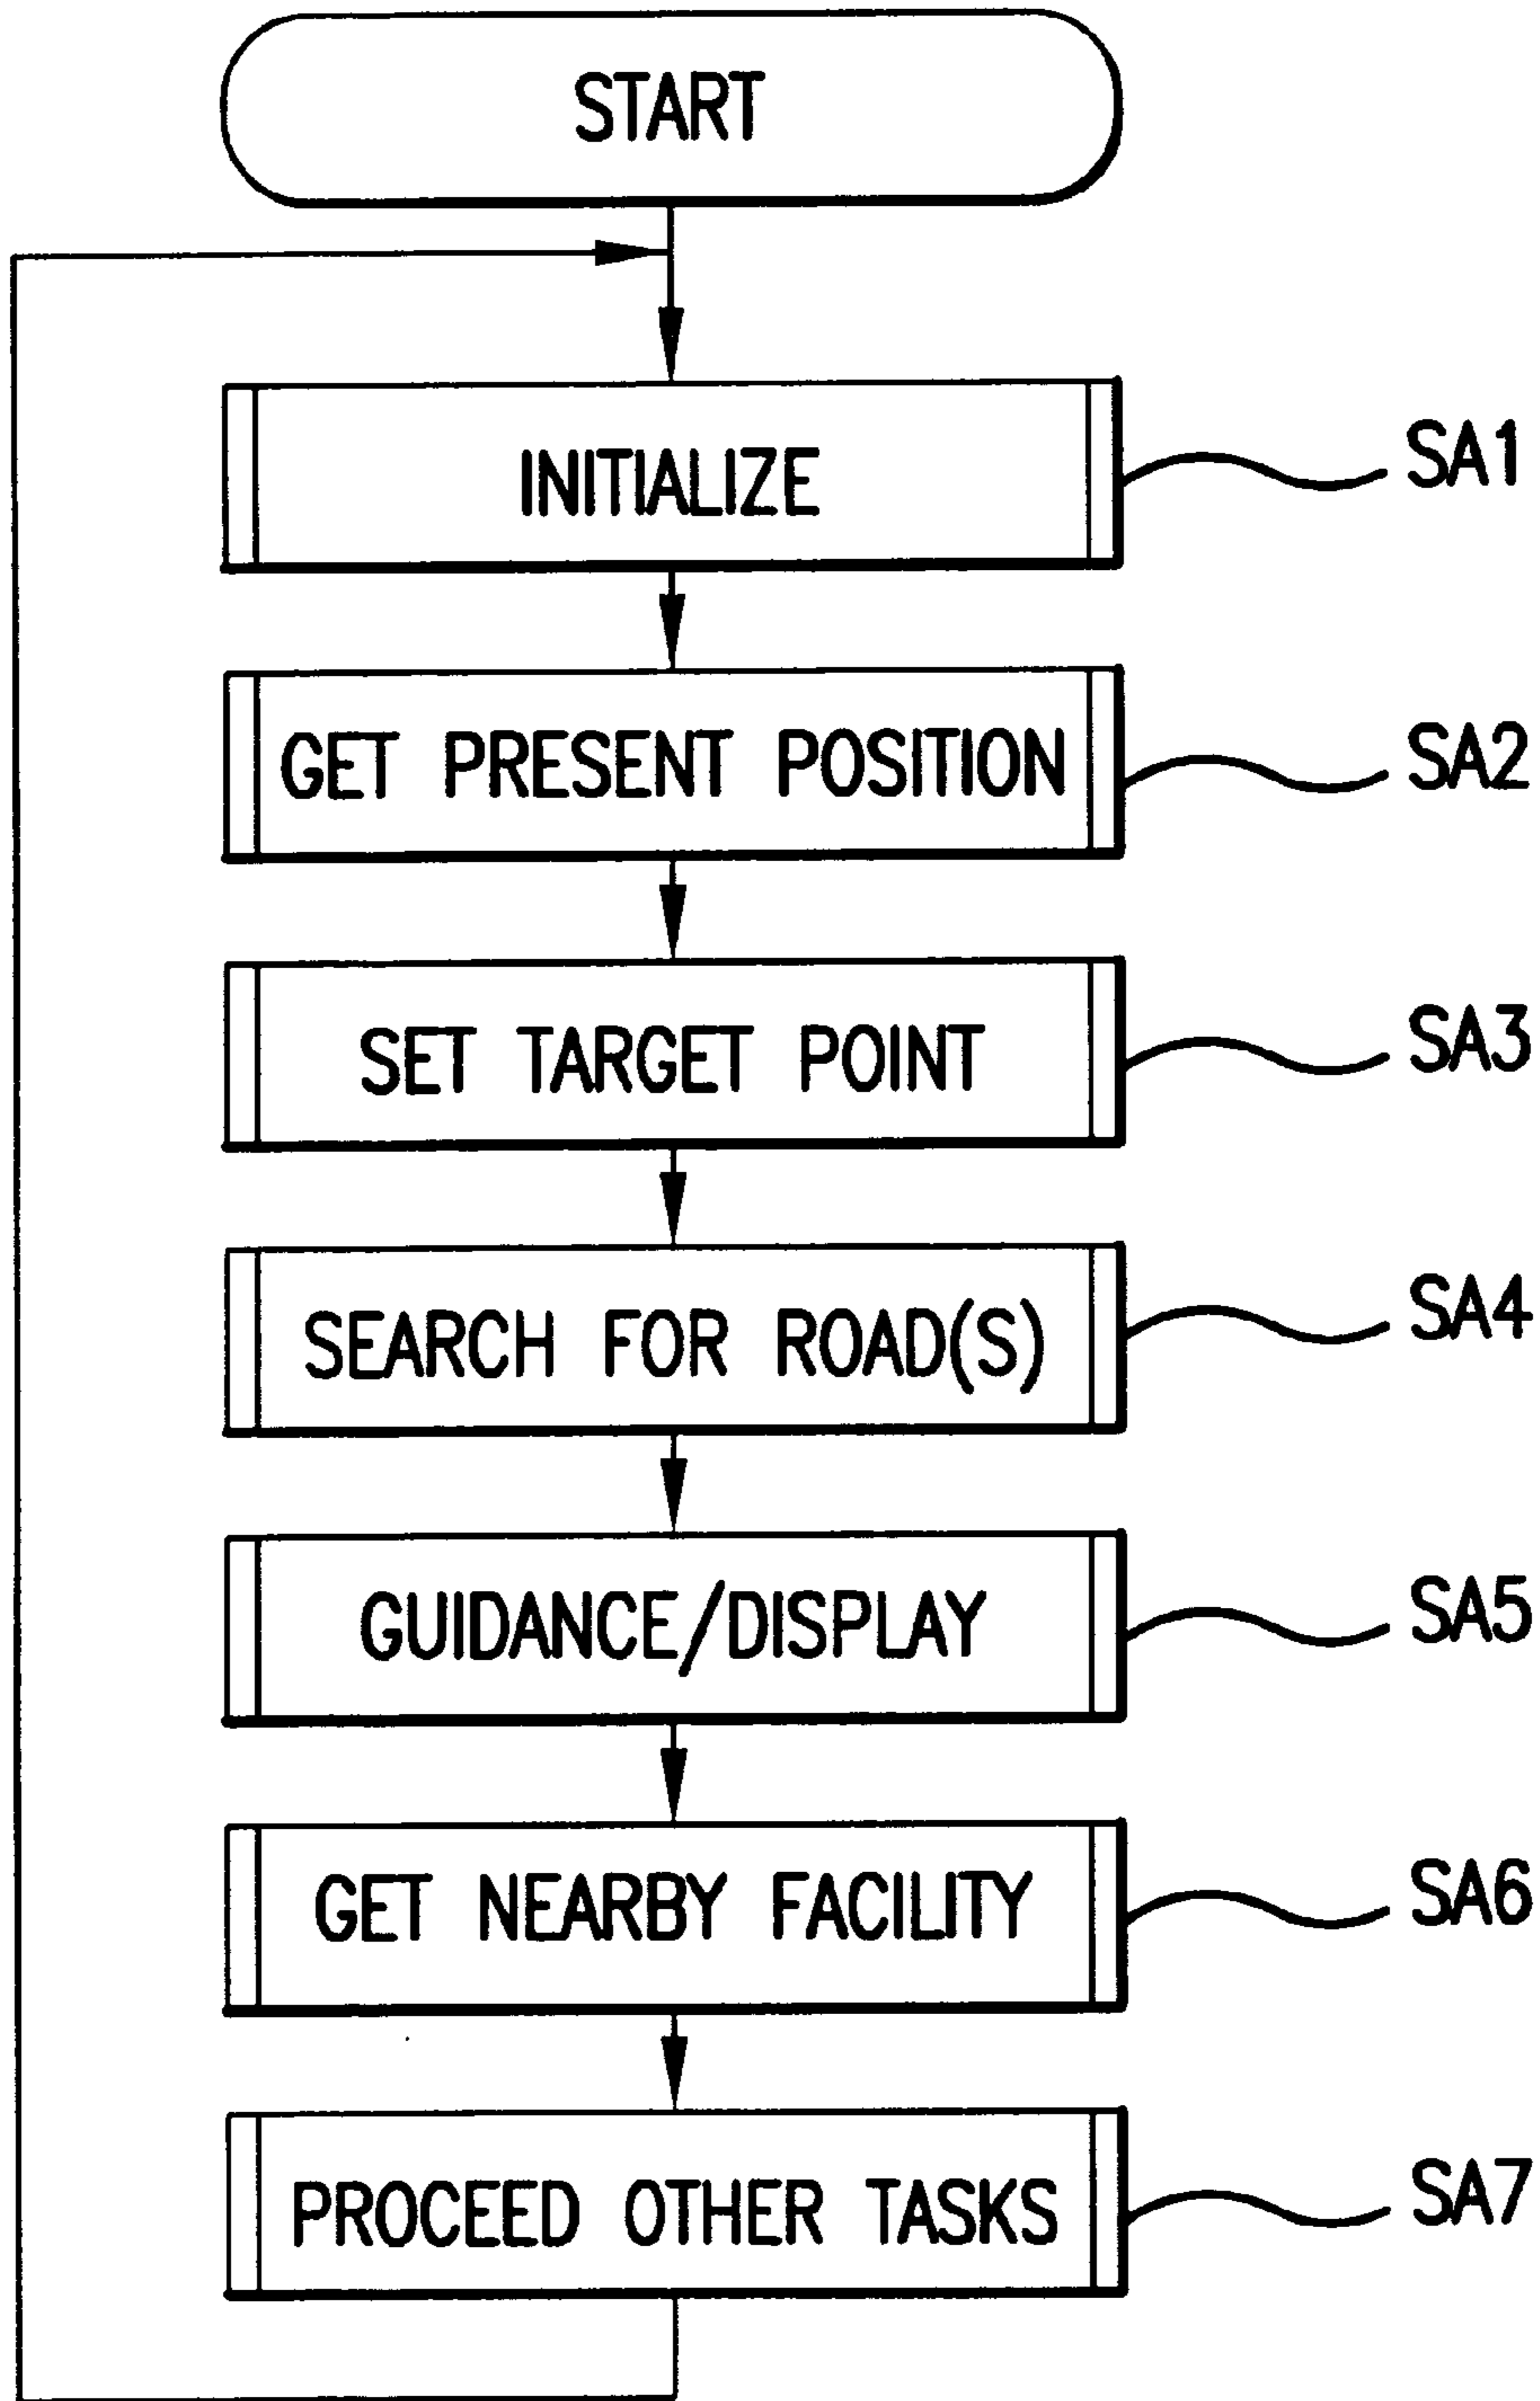 START
INITIALIZE
SA1
GET PRESENT POSITION
SA2
SET TARGET POINT
SA3
SEARCH FOR ROAD(S)
SA4
GUIDANCE/DISPLAY
SA5
GET NEARBY FACILITY
SA6
PROCEED OTHER TASKS
SA7